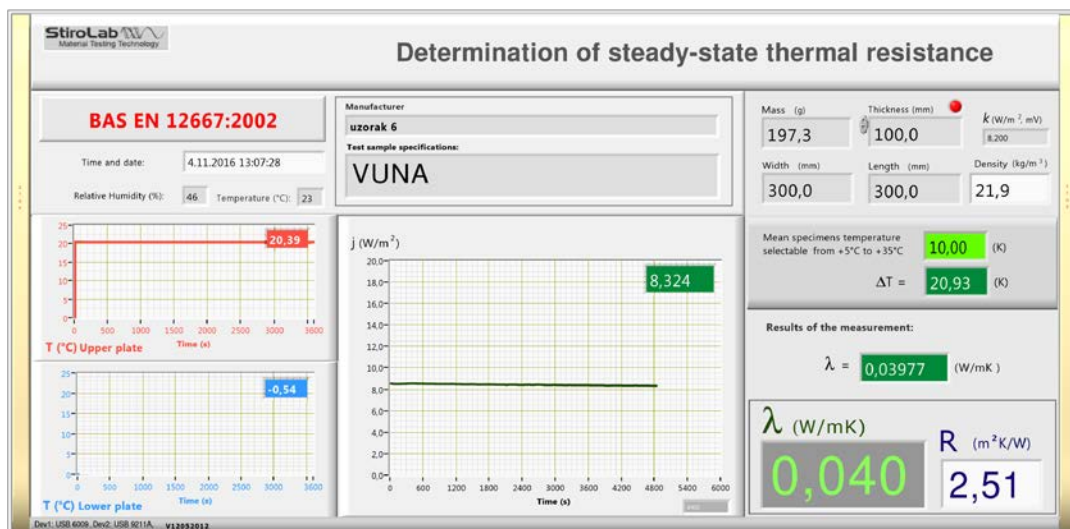 StiroLab
Material Testing Technology
Determination of steady-state thermal resistance
BAS EN 12667:2002
Time and date: 4.11.2016 13:07:28
Relative Humidity (%): 46 Temperature (°C): 23
Manufacturer
uzorak 6
Test sample specifications:
VUNA
Mass (g) Thickness (mm) k (W/m², mV)
197,3 100,0 8,200
Width (mm) Length (mm) Density (kg/m³)
300,0 300,0 21,9
25
20
15
10
5
0
20,39
0 500 1000 1500 2000 2500 3000 3600
T (°C) Upper plate Time (s)
25
20
15
10
5
0
-0,54
0 500 1000 1500 2000 2500 3000 3600
T (°C) Lower plate Time (s)
j (W/m²)
20,0
18,0
16,0
14,0
12,0
10,0
8,0
6,0
4,0
2,0
0,0
8,324
0 600 1200 1800 2400 3000 3600 4200 4800 5400 6000
Time (s)
Mean specimens temperature
selectable from +5°C to +35°C 10,00 (K)
ΔT = 20,93 (K)
Results of the measurement:
λ = 0,03977 (W/mK )
λ (W/mK) R (m²K/W)
0,040 2,51
Dev1: USB 6009, Dev2: USB 9211A, V12052012